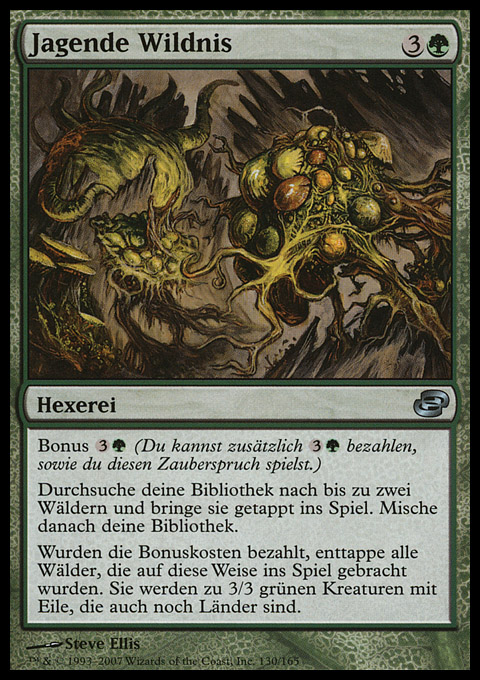 Jagende Wildnis 3
Hexerei
Bonus 3 (Du kannst zusätzlich 3 bezahlen,
sowie du diesen Zauberspruch spielst.)
Durchsuche deine Bibliothek nach bis zu zwei
Wäldern und bringe sie getappt ins Spiel. Mische
danach deine Bibliothek.
Wurden die Bonuskosten bezahlt, enttappe alle
Wälder, die auf diese Weise ins Spiel gebracht
wurden. Sie werden zu 3/3 grünen Kreaturen mit
Eile, die auch noch Länder sind.
Steve Ellis
™ & © 1993–2007 Wizards of the Coast, Inc. 130/165